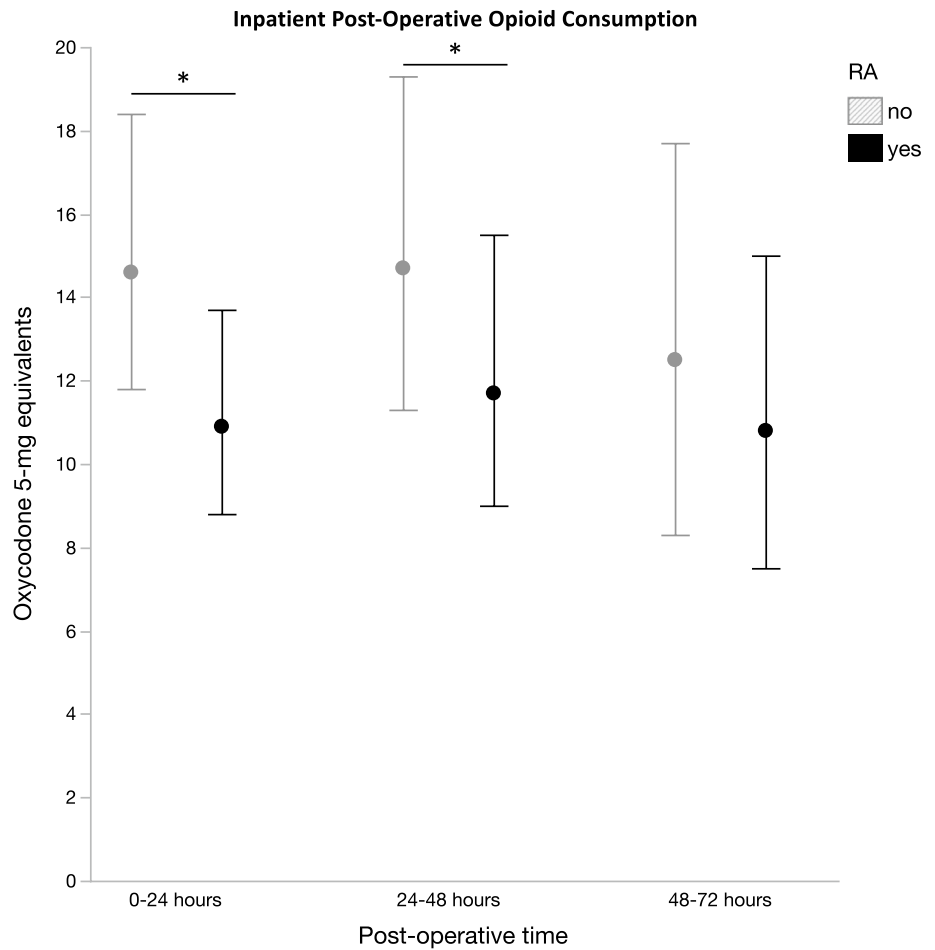 Inpatient Post-Operative Opioid Consumption
20
18
16
14
12
10
8
6
4
2
0
Oxycodone 5-mg equivalents
*
*
RA
no
yes
0-24 hours
24-48 hours
48-72 hours
Post-operative time